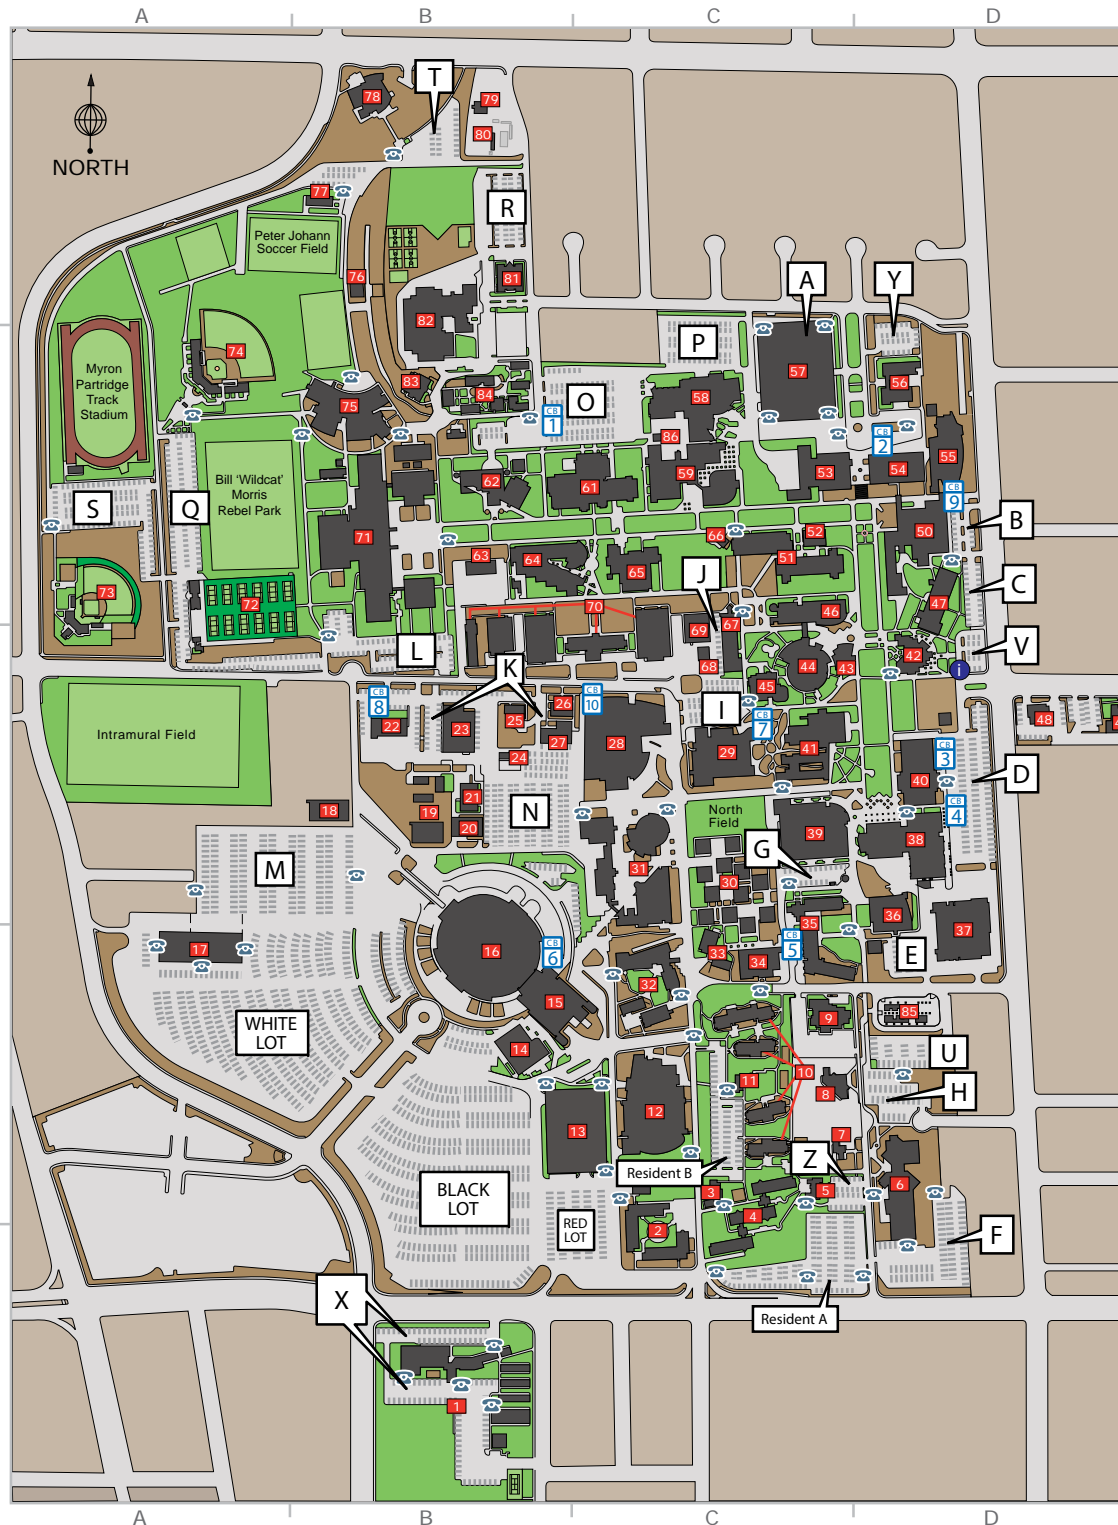 A B C D
T
78
79
80
NORTH
77
R
Peter Johann
Soccer Field
76
81
A
Y
82
P
74
57
Myron
Partridge
Track
Stadium
83
84
56
75
O
58
CB
1
CB
2
86
55
Bill ‘Wildcat’
Morris
Rebel Park
62
61
59
53
54
CB
9
S
Q
B
71
66
52
50
63
64
51
65
J
C
73
72
70
46
47
69
67
L
V
K
68
44
43
42
i
45
CB
8
26
CB
10
I
CB
7
22
23
25
48
Intramural Field
27
28
29
41
CB
3
24
40
D
21
N
CB
4
18
19
20
North
Field
39
38
G
31
M
30
36
35
37
17
16
CB
6
33
34
CB
5
E
32
15
9
85
WHITE
LOT
14
U
10
11
8
H
12
13
7
Z
Resident B
6
BLACK
LOT
3
5
RED
LOT
4
2
F
X
Resident A
1
A B C D